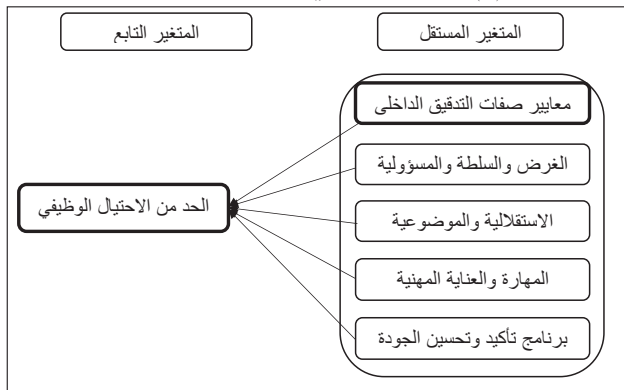 المتغير المستقل
المتغير التابع
معايير صفات التدقيق الداخلى
الغرض والسلطة والمسؤولية
الاستقلالية والموضوعية
المهارة والعناية المهنية
برنامج تأكيد وتحسين الجودة
الحد من الاحتيال الوظيفي